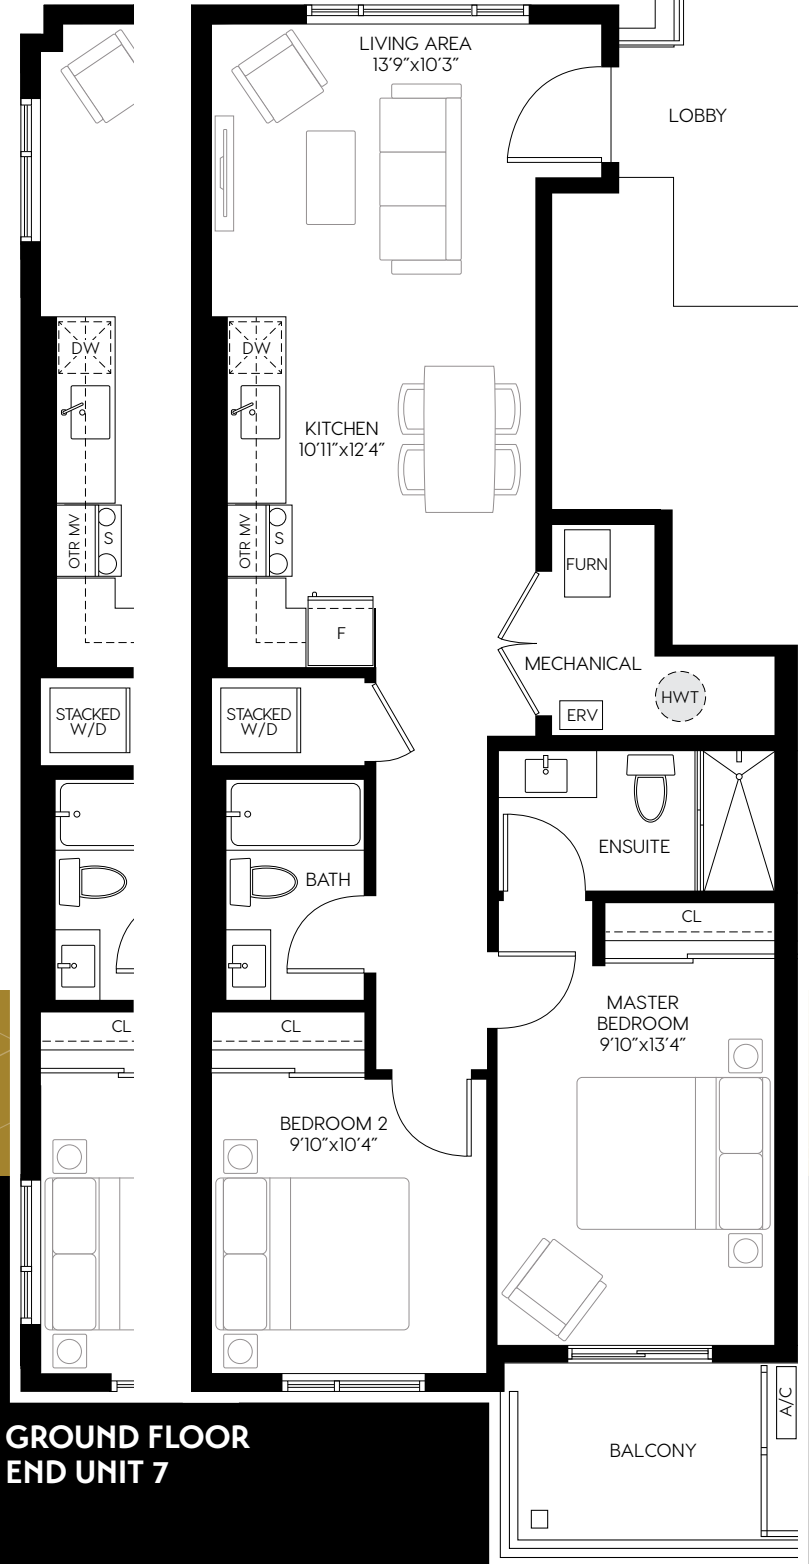 LIVING AREA
13'9"x10'3"
LOBBY
DW
DW
KITCHEN
10'11"x12'4"
OTR MV
S
OTR MV
S
FURN
F
MECHANICAL
HWT
STACKED
W/D
STACKED
W/D
ERV
ENSUITE
BATH
CL
MASTER
BEDROOM
9'10"x13'4"
CL
CL
BEDROOM 2
9'10"x10'4"
A/C
BALCONY
GROUND FLOOR
END UNIT 7